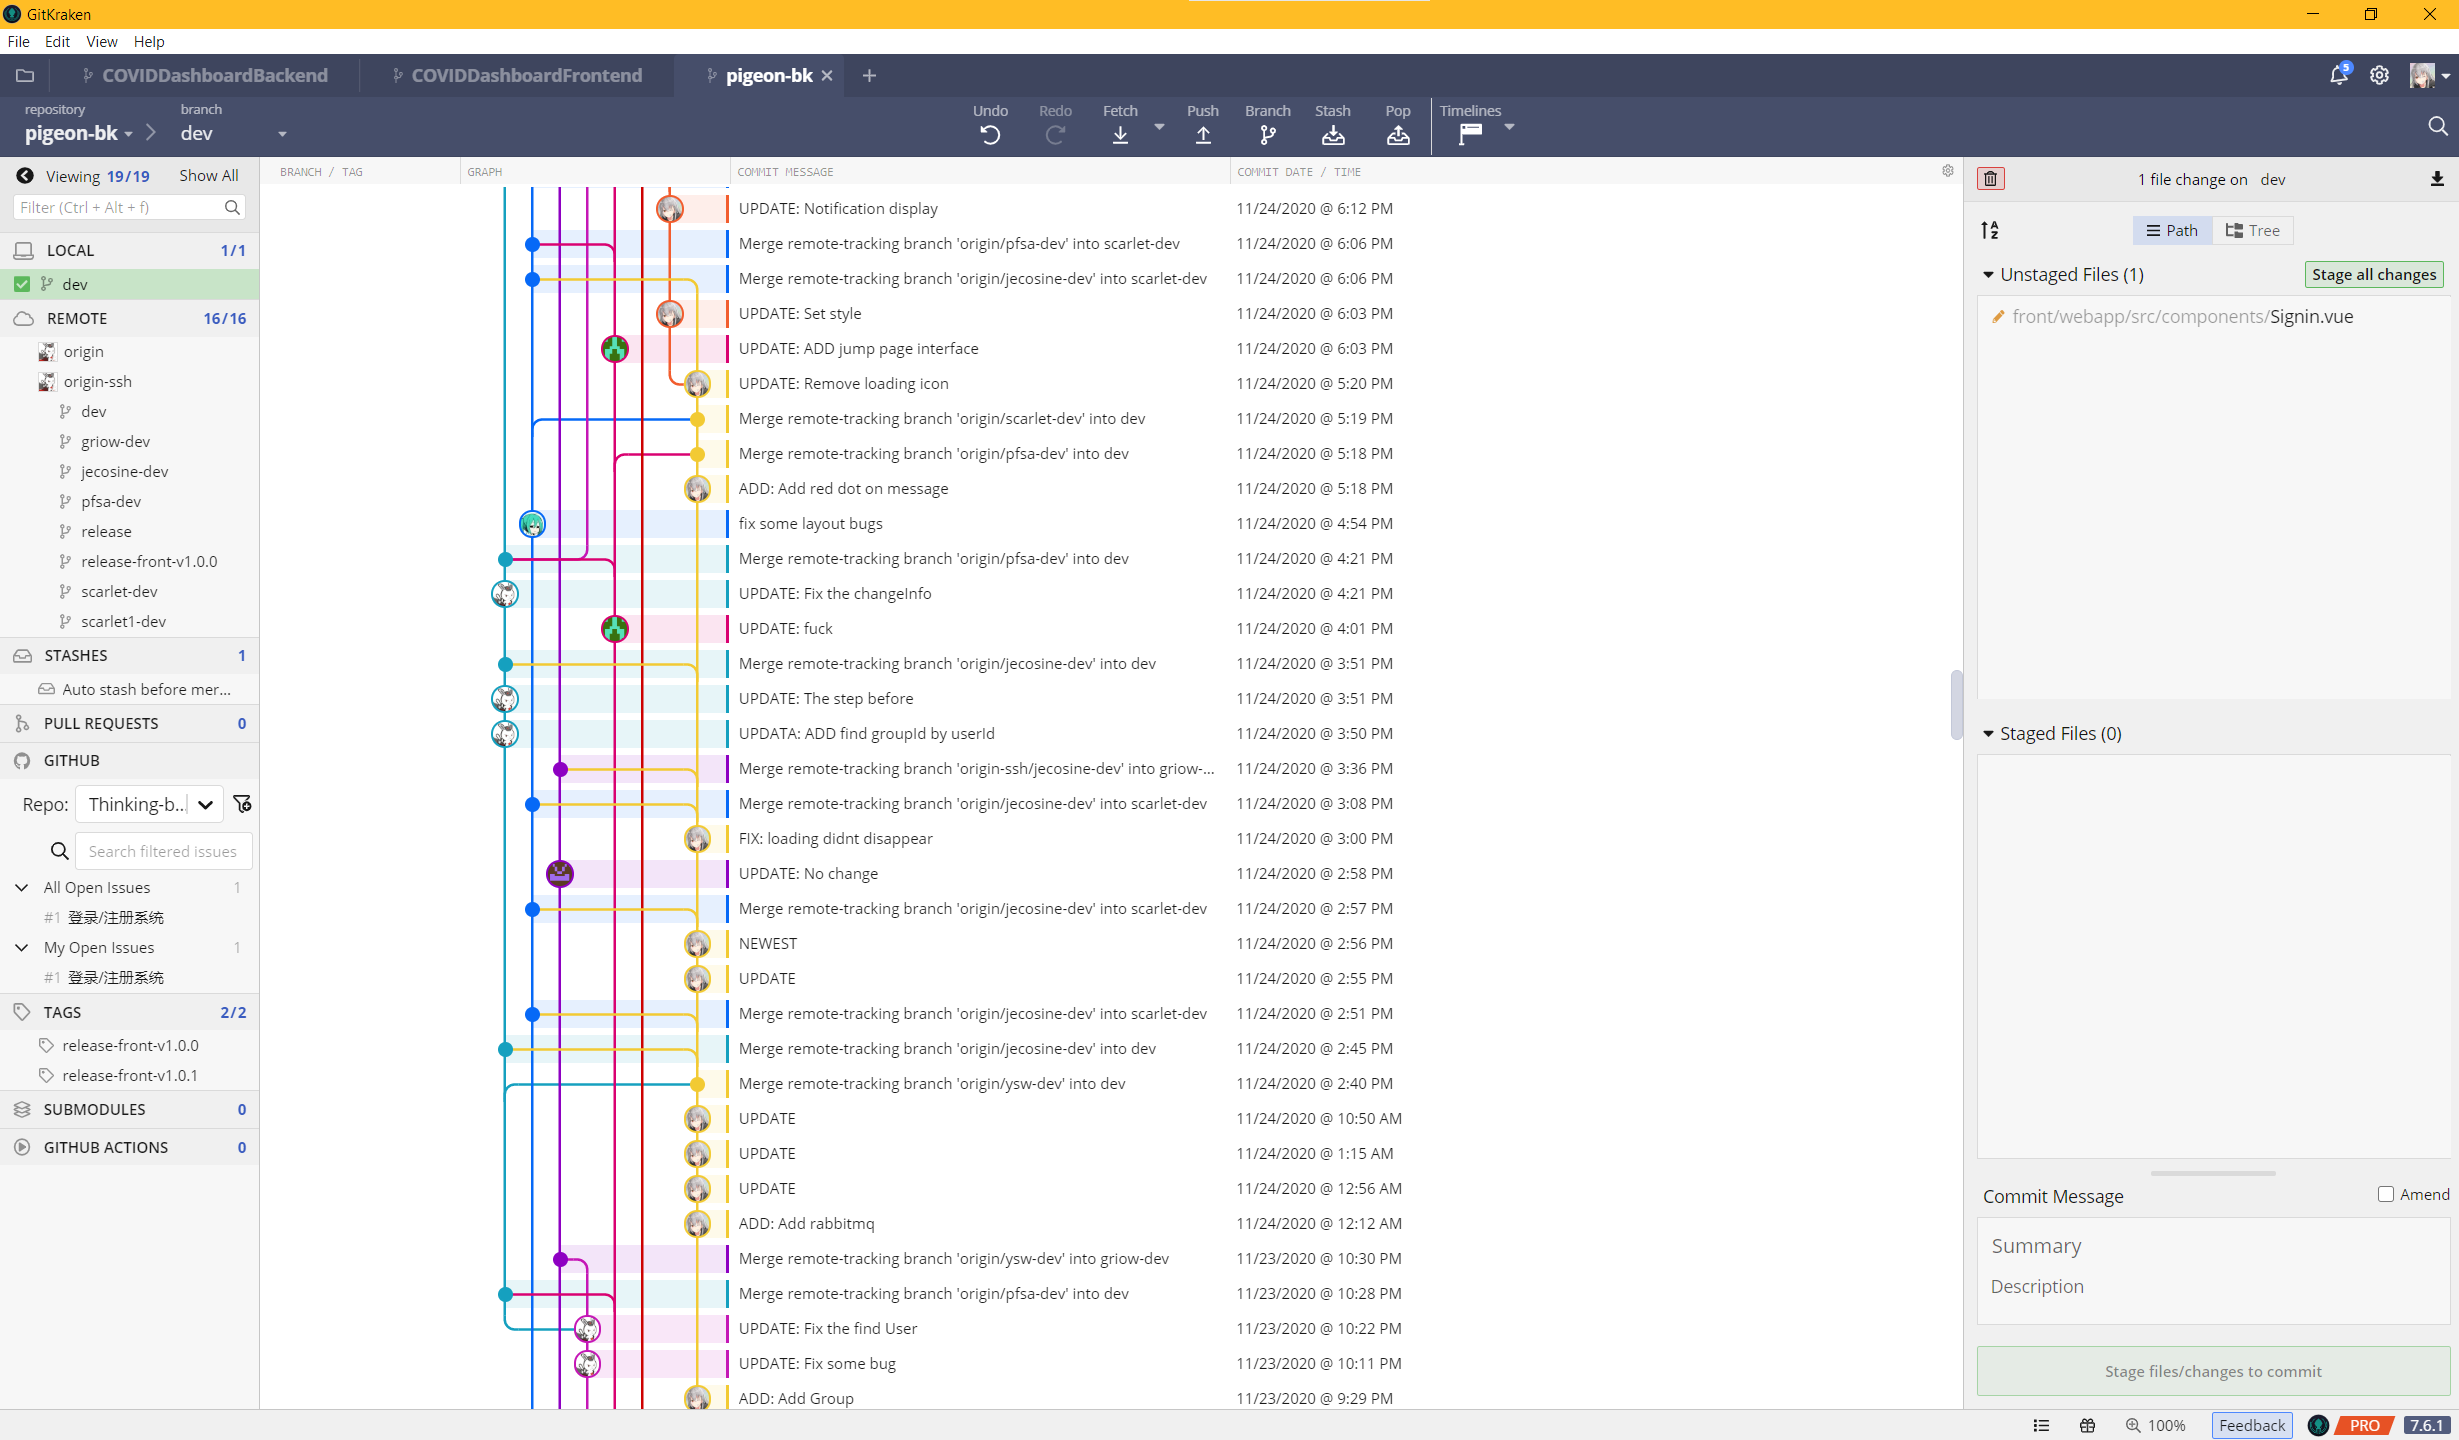 GitKraken
File Edit View Help
COVIDDashboardBackend COVIDDashboardFrontend pigeon-bk
5
repository branch
pigeon-bk dev
Undo Redo Fetch Push Branch Stash Pop Timelines
Viewing 19/19 Show All
Filter (Ctrl + Alt + f)
LOCAL 1/1
dev
REMOTE 16/16
origin
origin-ssh
dev
griow-dev
jecosine-dev
pfsa-dev
release
release-front-v1.0.0
scarlet-dev
scarlet1-dev
STASHES 1
Auto stash before mer...
PULL REQUESTS 0
GITHUB
Repo: Thinking-b...
Search filtered issues
All Open Issues 1
#1 登录/注册系统
My Open Issues 1
#1 登录/注册系统
TAGS 2/2
release-front-v1.0.0
release-front-v1.0.1
SUBMODULES 0
GITHUB ACTIONS 0
BRANCH / TAG GRAPH COMMIT MESSAGE COMMIT DATE / TIME
UPDATE: Notification display 11/24/2020 @ 6:12 PM
Merge remote-tracking branch 'origin/pfsa-dev' into scarlet-dev 11/24/2020 @ 6:06 PM
Merge remote-tracking branch 'origin/jecosine-dev' into scarlet-dev 11/24/2020 @ 6:06 PM
UPDATE: Set style 11/24/2020 @ 6:03 PM
UPDATE: ADD jump page interface 11/24/2020 @ 6:03 PM
UPDATE: Remove loading icon 11/24/2020 @ 5:20 PM
Merge remote-tracking branch 'origin/scarlet-dev' into dev 11/24/2020 @ 5:19 PM
Merge remote-tracking branch 'origin/pfsa-dev' into dev 11/24/2020 @ 5:18 PM
ADD: Add red dot on message 11/24/2020 @ 5:18 PM
fix some layout bugs 11/24/2020 @ 4:54 PM
Merge remote-tracking branch 'origin/pfsa-dev' into dev 11/24/2020 @ 4:21 PM
UPDATE: Fix the changeInfo 11/24/2020 @ 4:21 PM
UPDATE: fuck 11/24/2020 @ 4:01 PM
Merge remote-tracking branch 'origin/jecosine-dev' into dev 11/24/2020 @ 3:51 PM
UPDATE: The step before 11/24/2020 @ 3:51 PM
UPDATA: ADD find groupId by userId 11/24/2020 @ 3:50 PM
Merge remote-tracking branch 'origin-ssh/jecosine-dev' into griow-... 11/24/2020 @ 3:36 PM
Merge remote-tracking branch 'origin/jecosine-dev' into scarlet-dev 11/24/2020 @ 3:08 PM
FIX: loading didnt disappear 11/24/2020 @ 3:00 PM
UPDATE: No change 11/24/2020 @ 2:58 PM
Merge remote-tracking branch 'origin/jecosine-dev' into scarlet-dev 11/24/2020 @ 2:57 PM
NEWEST 11/24/2020 @ 2:56 PM
UPDATE 11/24/2020 @ 2:55 PM
Merge remote-tracking branch 'origin/jecosine-dev' into scarlet-dev 11/24/2020 @ 2:51 PM
Merge remote-tracking branch 'origin/jecosine-dev' into dev 11/24/2020 @ 2:45 PM
Merge remote-tracking branch 'origin/ysw-dev' into dev 11/24/2020 @ 2:40 PM
UPDATE 11/24/2020 @ 10:50 AM
UPDATE 11/24/2020 @ 1:15 AM
UPDATE 11/24/2020 @ 12:56 AM
ADD: Add rabbitmq 11/24/2020 @ 12:12 AM
Merge remote-tracking branch 'origin/ysw-dev' into griow-dev 11/23/2020 @ 10:30 PM
Merge remote-tracking branch 'origin/pfsa-dev' into dev 11/23/2020 @ 10:28 PM
UPDATE: Fix the find User 11/23/2020 @ 10:22 PM
UPDATE: Fix some bug 11/23/2020 @ 10:11 PM
ADD: Add Group 11/23/2020 @ 9:29 PM
1 file change on dev
Path Tree
Unstaged Files (1) Stage all changes
front/webapp/src/components/Signin.vue
Staged Files (0)
Commit Message Amend
Summary
Description
Stage files/changes to commit
100% Feedback PRO 7.6.1